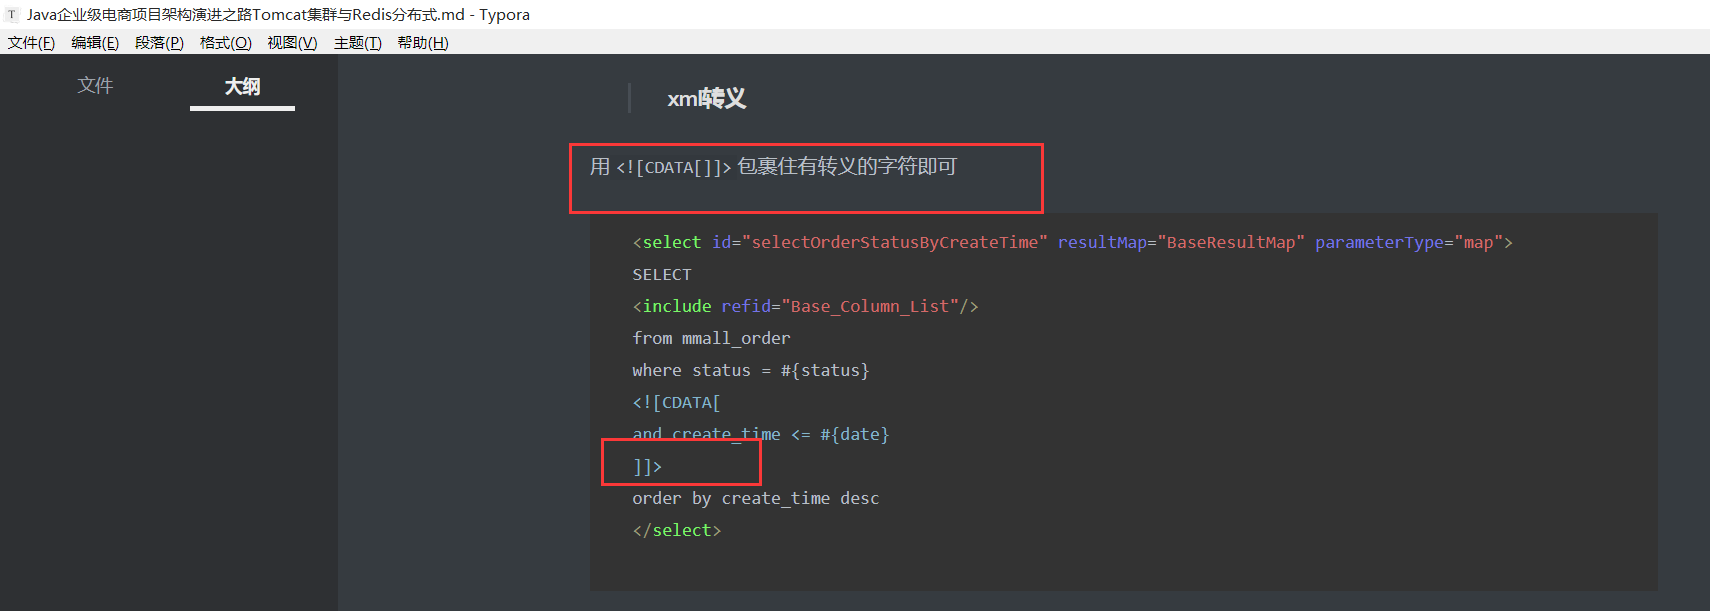 T Java企业级电商项目架构演进之路Tomcat集群与Redis分布式.md - Typora
文件(F) 编辑(E) 段落(P) 格式(O) 视图(V) 主题(T) 帮助(H)
文件 大纲
xml转义
用 <![CDATA[]]> 包裹住有转义的字符即可
<select id="selectOrderStatusByCreateTime" resultMap="BaseResultMap" parameterType="map">
SELECT
<include refid="Base_Column_List"/>
from mmall_order
where status = #{status}
<![CDATA[
and create_time <= #{date}
]]>
order by create_time desc
</select>